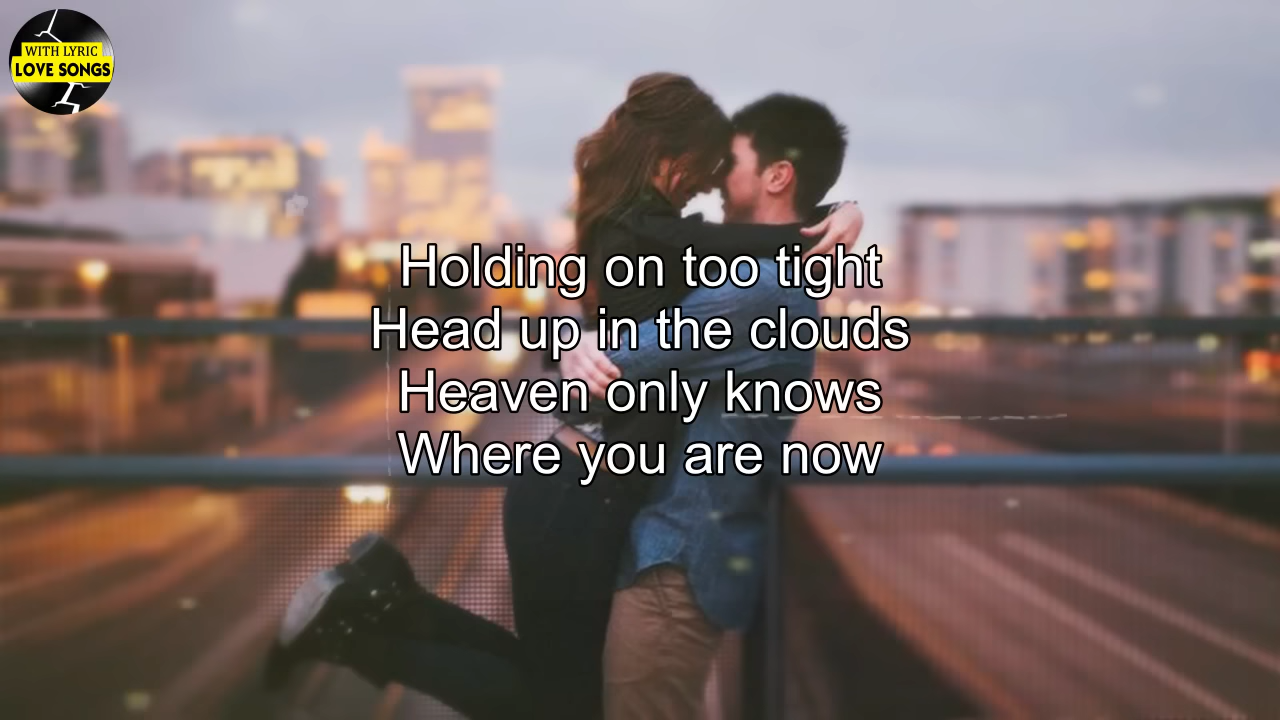 WITH LYRIC
LOVE SONGS
Holding on too tight
Head up in the clouds
Heaven only knows
Where you are now